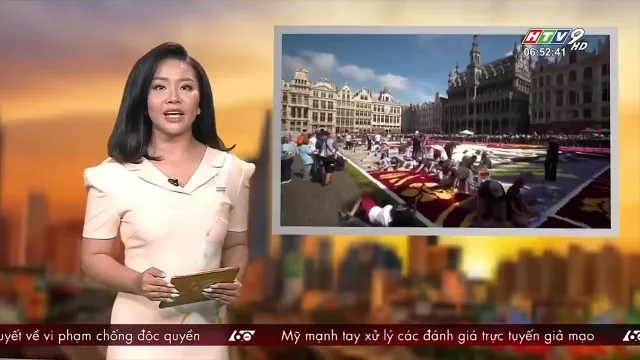 HTV9 HD
06:52:41
uyết về vi phạm chống độc quyền 60 Mỹ mạnh tay xử lý các đánh giá trực tuyến giả mạo